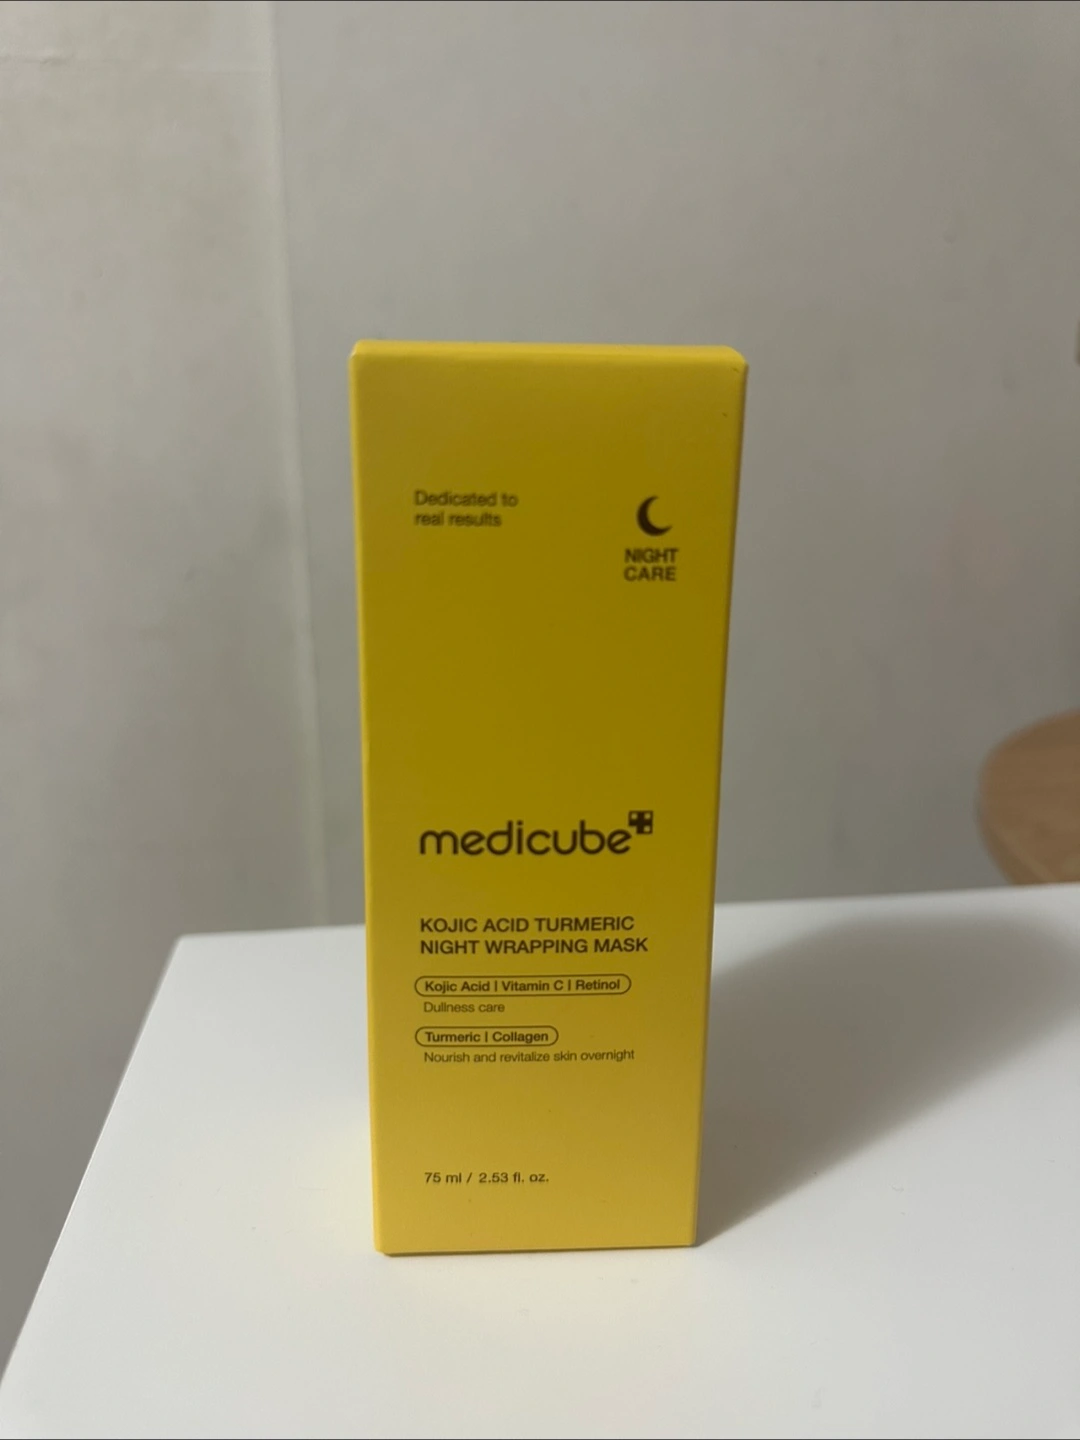 Dedicated to
real results
NIGHT
CARE
medicube
KOJIC ACID TURMERIC
NIGHT WRAPPING MASK
Kojic Acid | Vitamin C | Retinol
Dullness care
Turmeric | Collagen
Nourish and revitalize skin overnight
75 ml / 2.53 fl. oz.